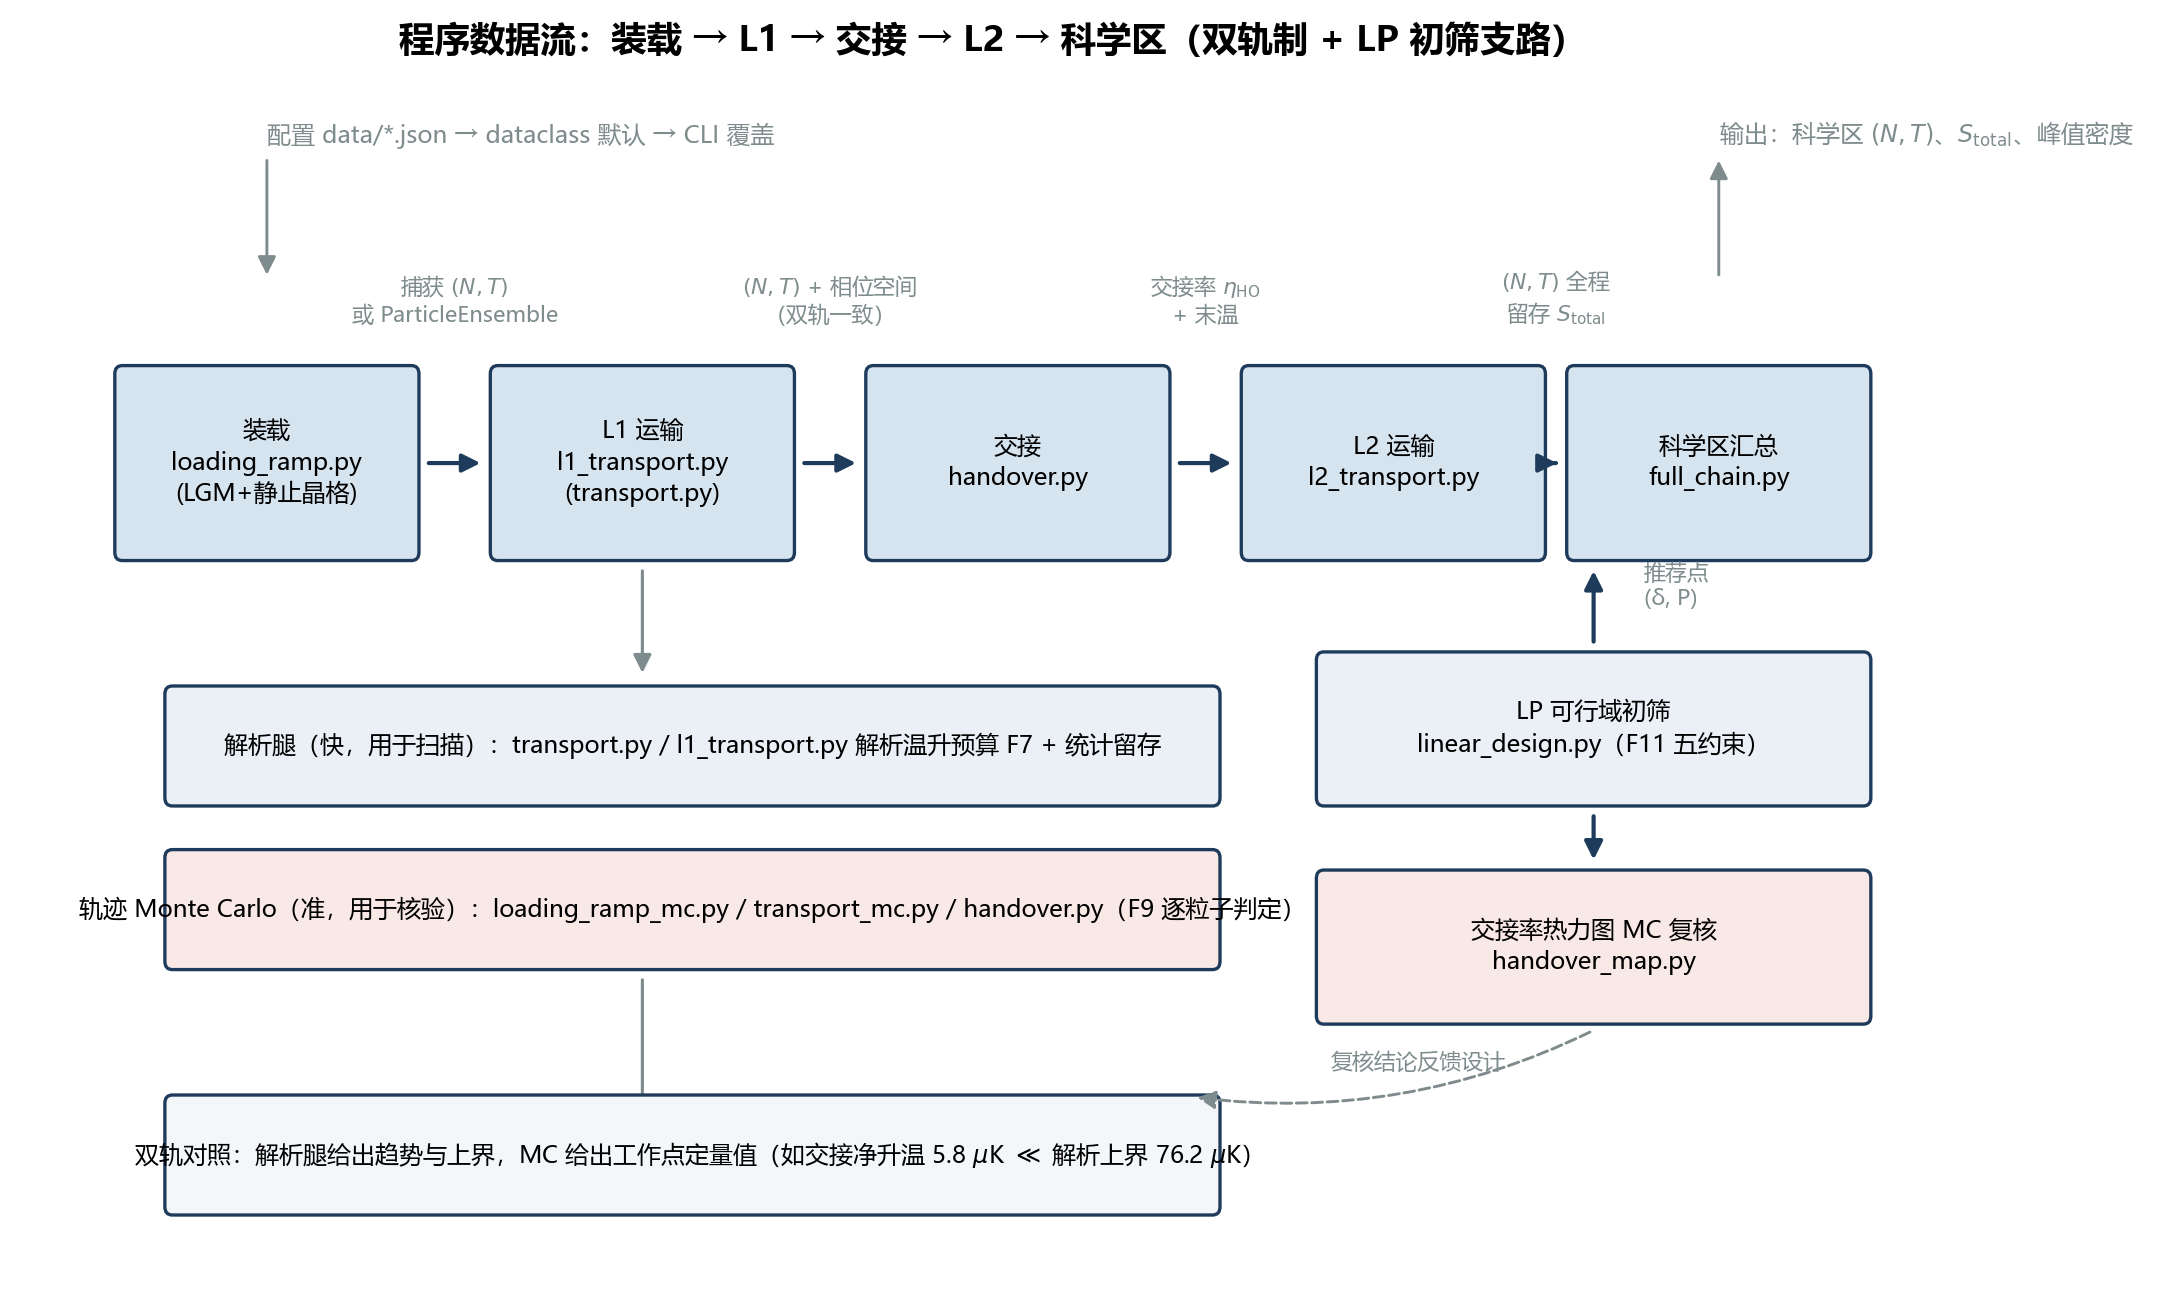 程序数据流：装载 → L1 → 交接 → L2 → 科学区（双轨制 + LP 初筛支路）
配置 data/*.json → dataclass 默认 → CLI 覆盖
输出：科学区 (N, T)、S_total、峰值密度
捕获 (N, T)
或 ParticleEnsemble
(N, T) + 相位空间
(双轨一致)
交接率 η_HO
+ 末温
(N, T) 全程
留存 S_total
装载
loading_ramp.py
(LGM+静止晶格)
L1 运输
l1_transport.py
(transport.py)
交接
handover.py
L2 运输
l2_transport.py
科学区汇总
full_chain.py
推荐点
(δ, P)
解析腿（快，用于扫描）：transport.py / l1_transport.py 解析温升预算 F7 + 统计留存
LP 可行域初筛
linear_design.py（F11 五约束）
轨迹 Monte Carlo（准，用于核验）：loading_ramp_mc.py / transport_mc.py / handover.py（F9 逐粒子判定）
交接率热力图 MC 复核
handover_map.py
复核结论反馈设计
双轨对照：解析腿给出趋势与上界，MC 给出工作点定量值（如交接净升温 5.8 μK ≪ 解析上界 76.2 μK）